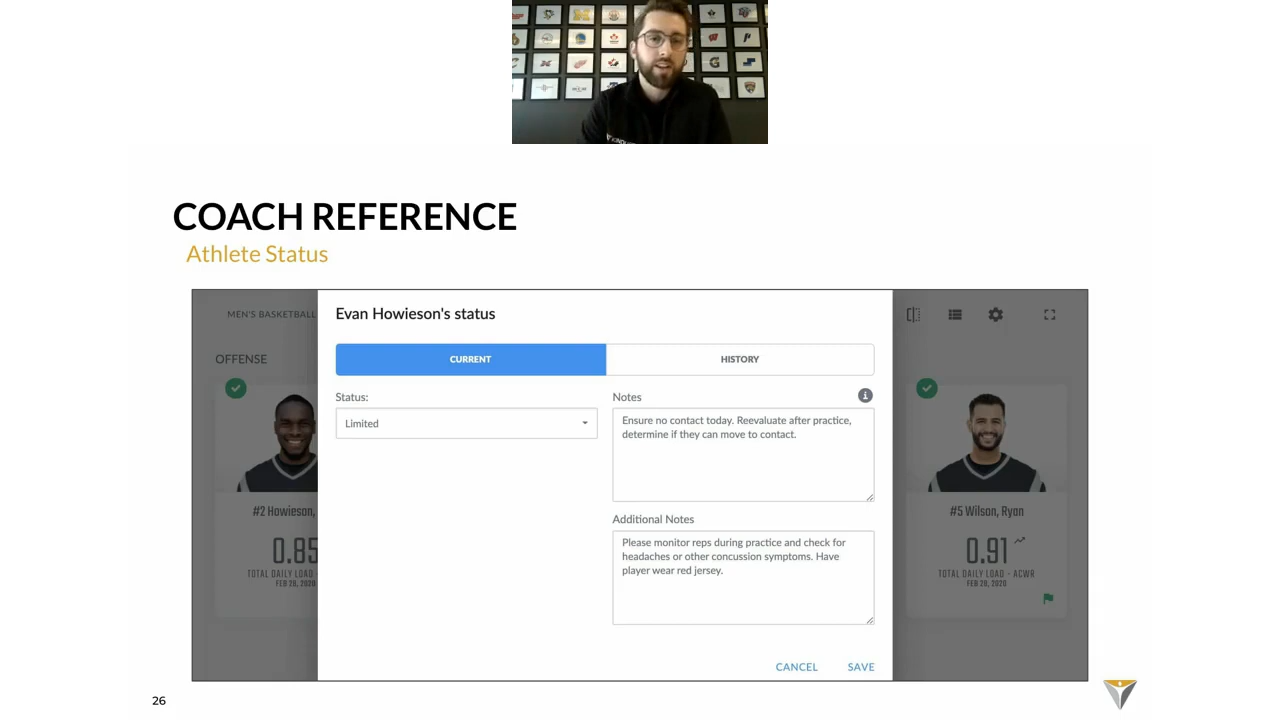 COACH REFERENCE
Athlete Status
MEN'S BASKETBALL
Evan Howieson's status
CURRENT
HISTORY
OFFENSE
Status:
Limited
Notes
Ensure no contact today. Reevaluate after practice,
determine if they can move to contact.
Additional Notes
Please monitor reps during practice and check for
headaches or other concussion symptoms. Have
player wear red jersey.
CANCEL
SAVE
#2 Howieson,
0.85
TOTAL DAILY LOAD -
FEB 28, 2020
#5 Wilson, Ryan
0.91
TOTAL DAILY LOAD - ACWR
FEB 28, 2020
26